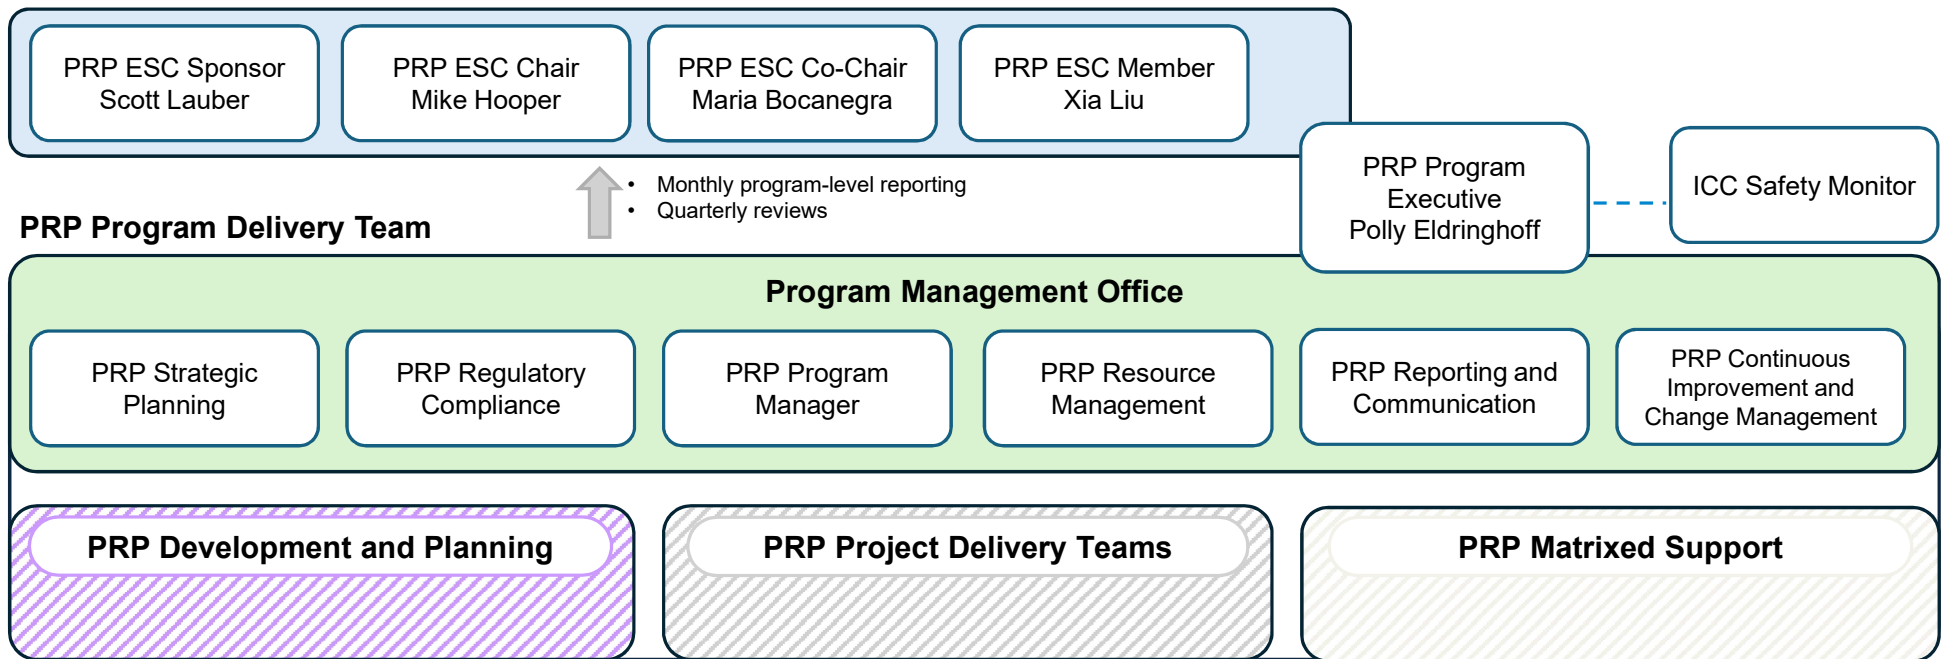 PRP ESC Sponsor
Scott Lauber
PRP ESC Chair
Mike Hooper
PRP ESC Co-Chair
Maria Bocanegra
PRP ESC Member
Xia Liu
PRP Program
Executive
Polly Eldringhoff
ICC Safety Monitor
• Monthly program-level reporting
• Quarterly reviews
PRP Program Delivery Team
Program Management Office
PRP Strategic
Planning
PRP Regulatory
Compliance
PRP Program
Manager
PRP Resource
Management
PRP Reporting and
Communication
PRP Continuous
Improvement and
Change Management
PRP Development and Planning
PRP Project Delivery Teams
PRP Matrixed Support